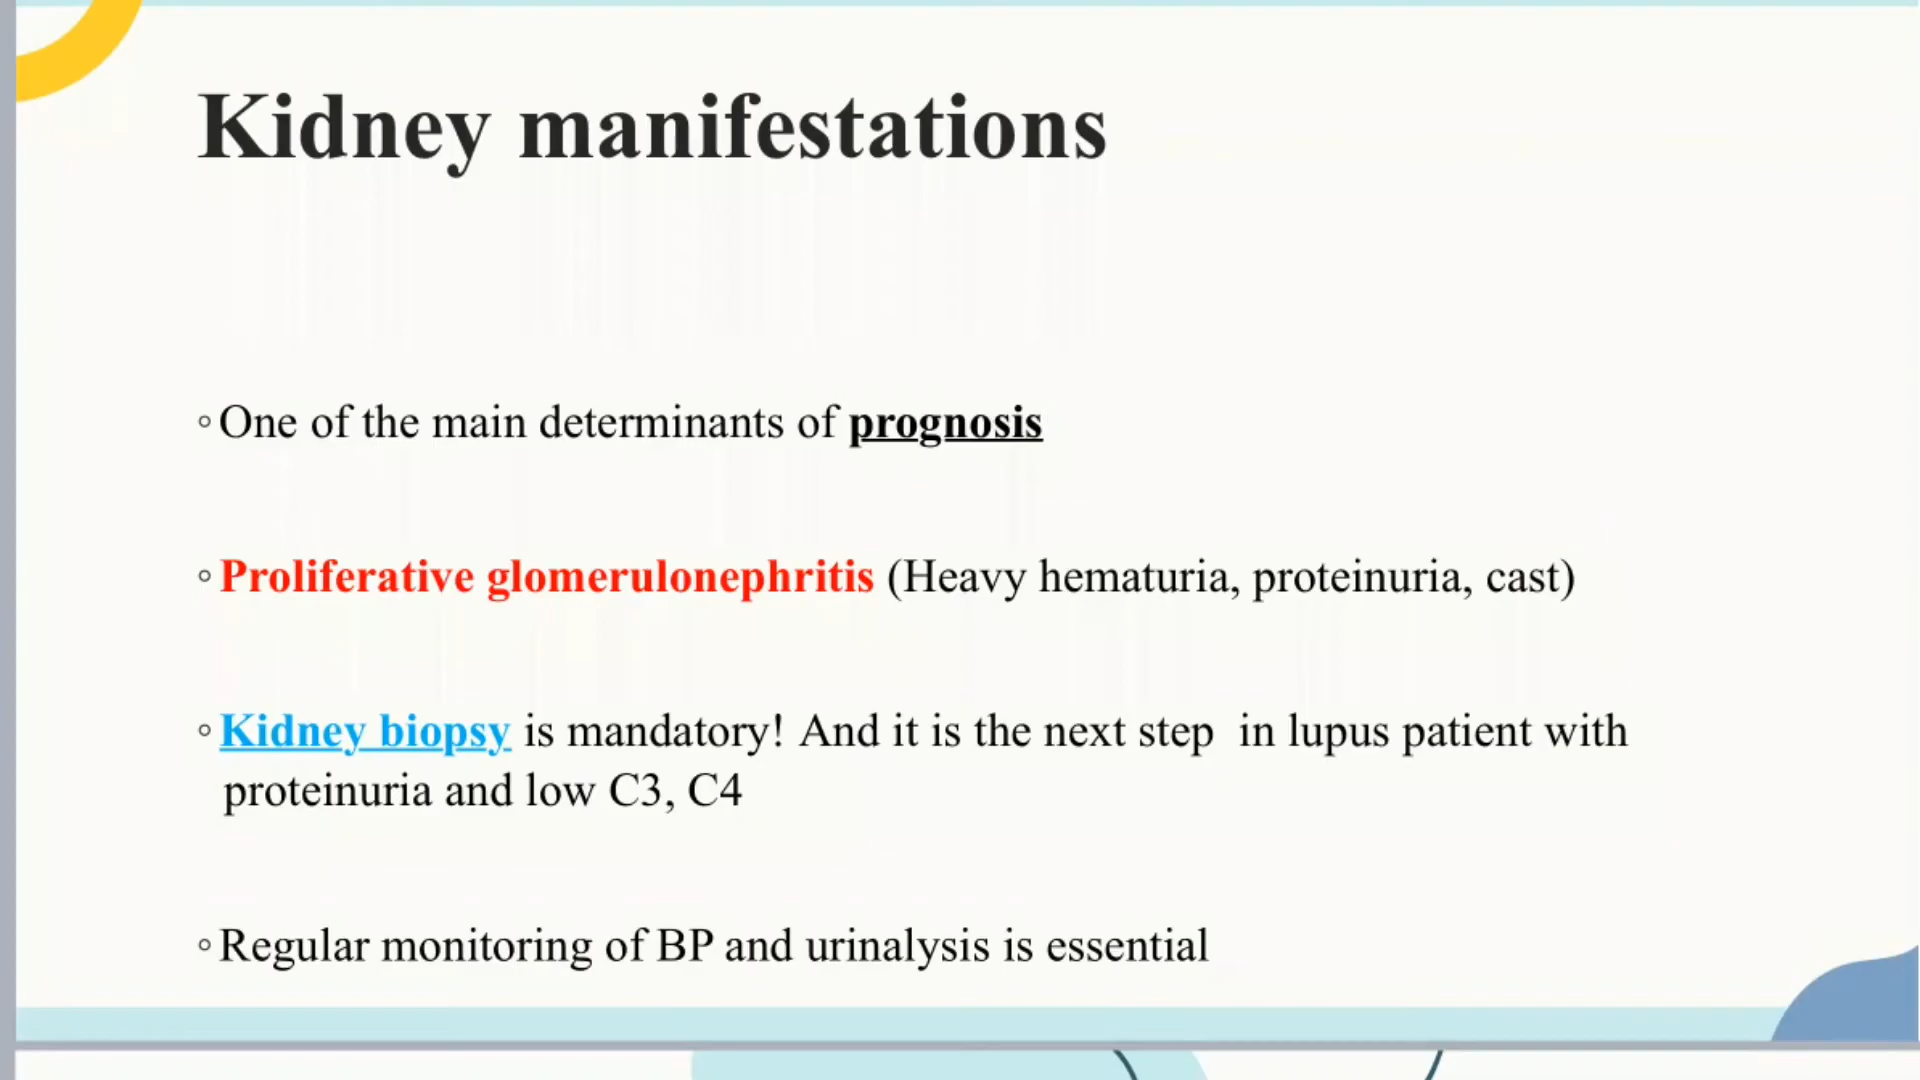 Kidney manifestations
◦ One of the main determinants of prognosis
◦ Proliferative glomerulonephritis (Heavy hematuria, proteinuria, cast)
◦ Kidney biopsy is mandatory! And it is the next step  in lupus patient with
proteinuria and low C3, C4
◦ Regular monitoring of BP and urinalysis is essential